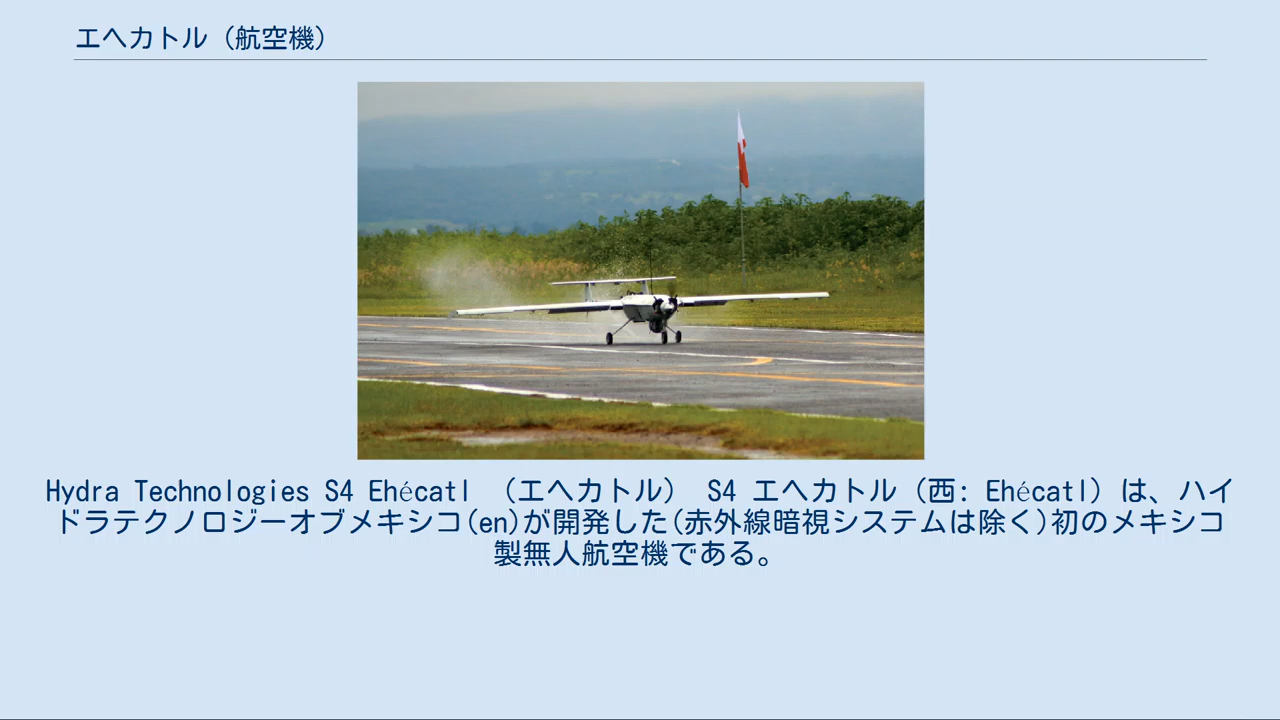 エヘカトル（航空機）
Hydra Technologies S4 Ehécatl （エヘカトル） S4 エヘカトル（西: Ehécatl）は、ハイ
ドラテクノロジーオブメキシコ(en)が開発した(赤外線暗視システムは除く)初のメキシコ
製無人航空機である。